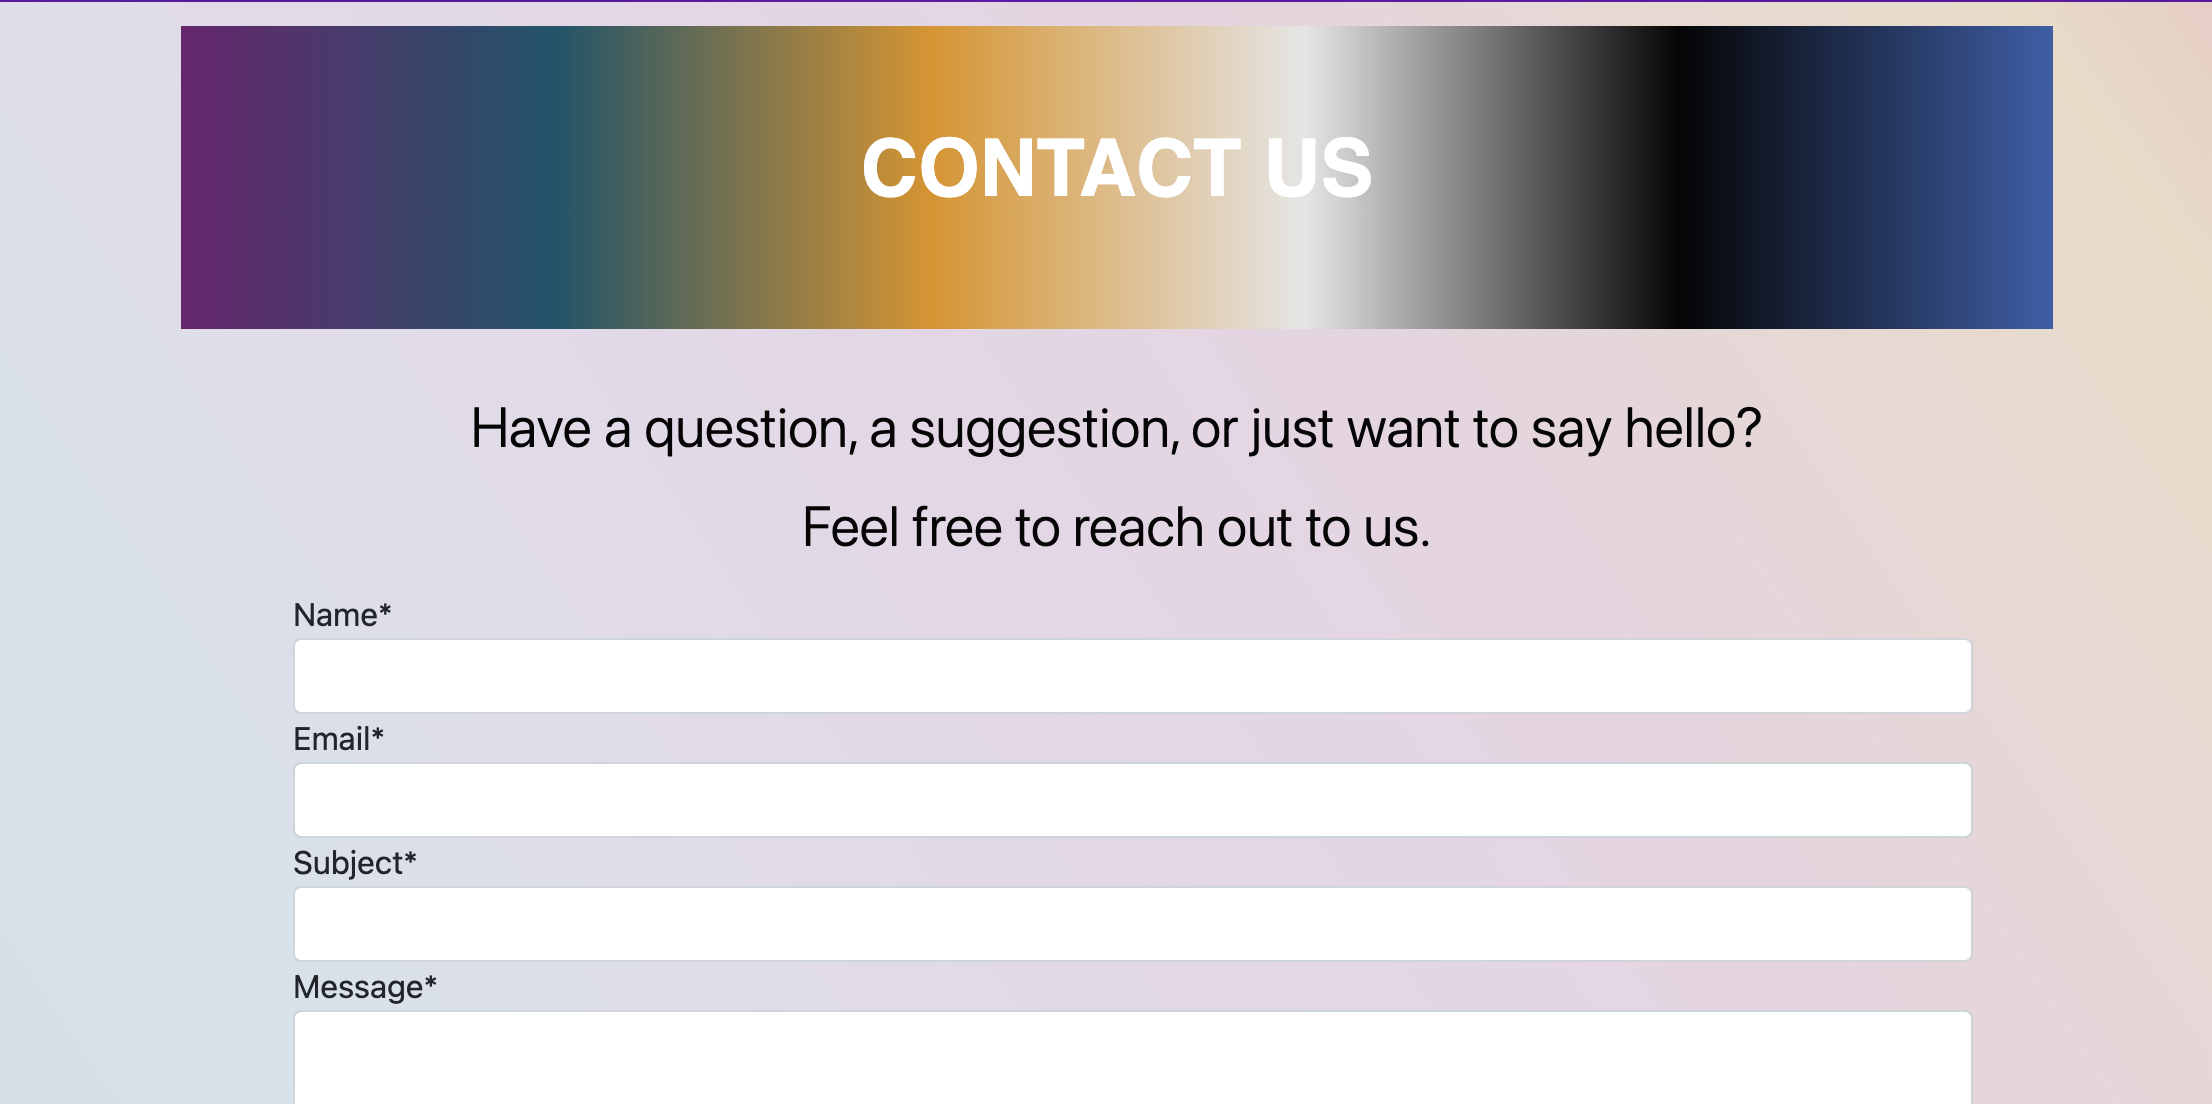 CONTACT US
Have a question, a suggestion, or just want to say hello?
Feel free to reach out to us.
Name*
Email*
Subject*
Message*